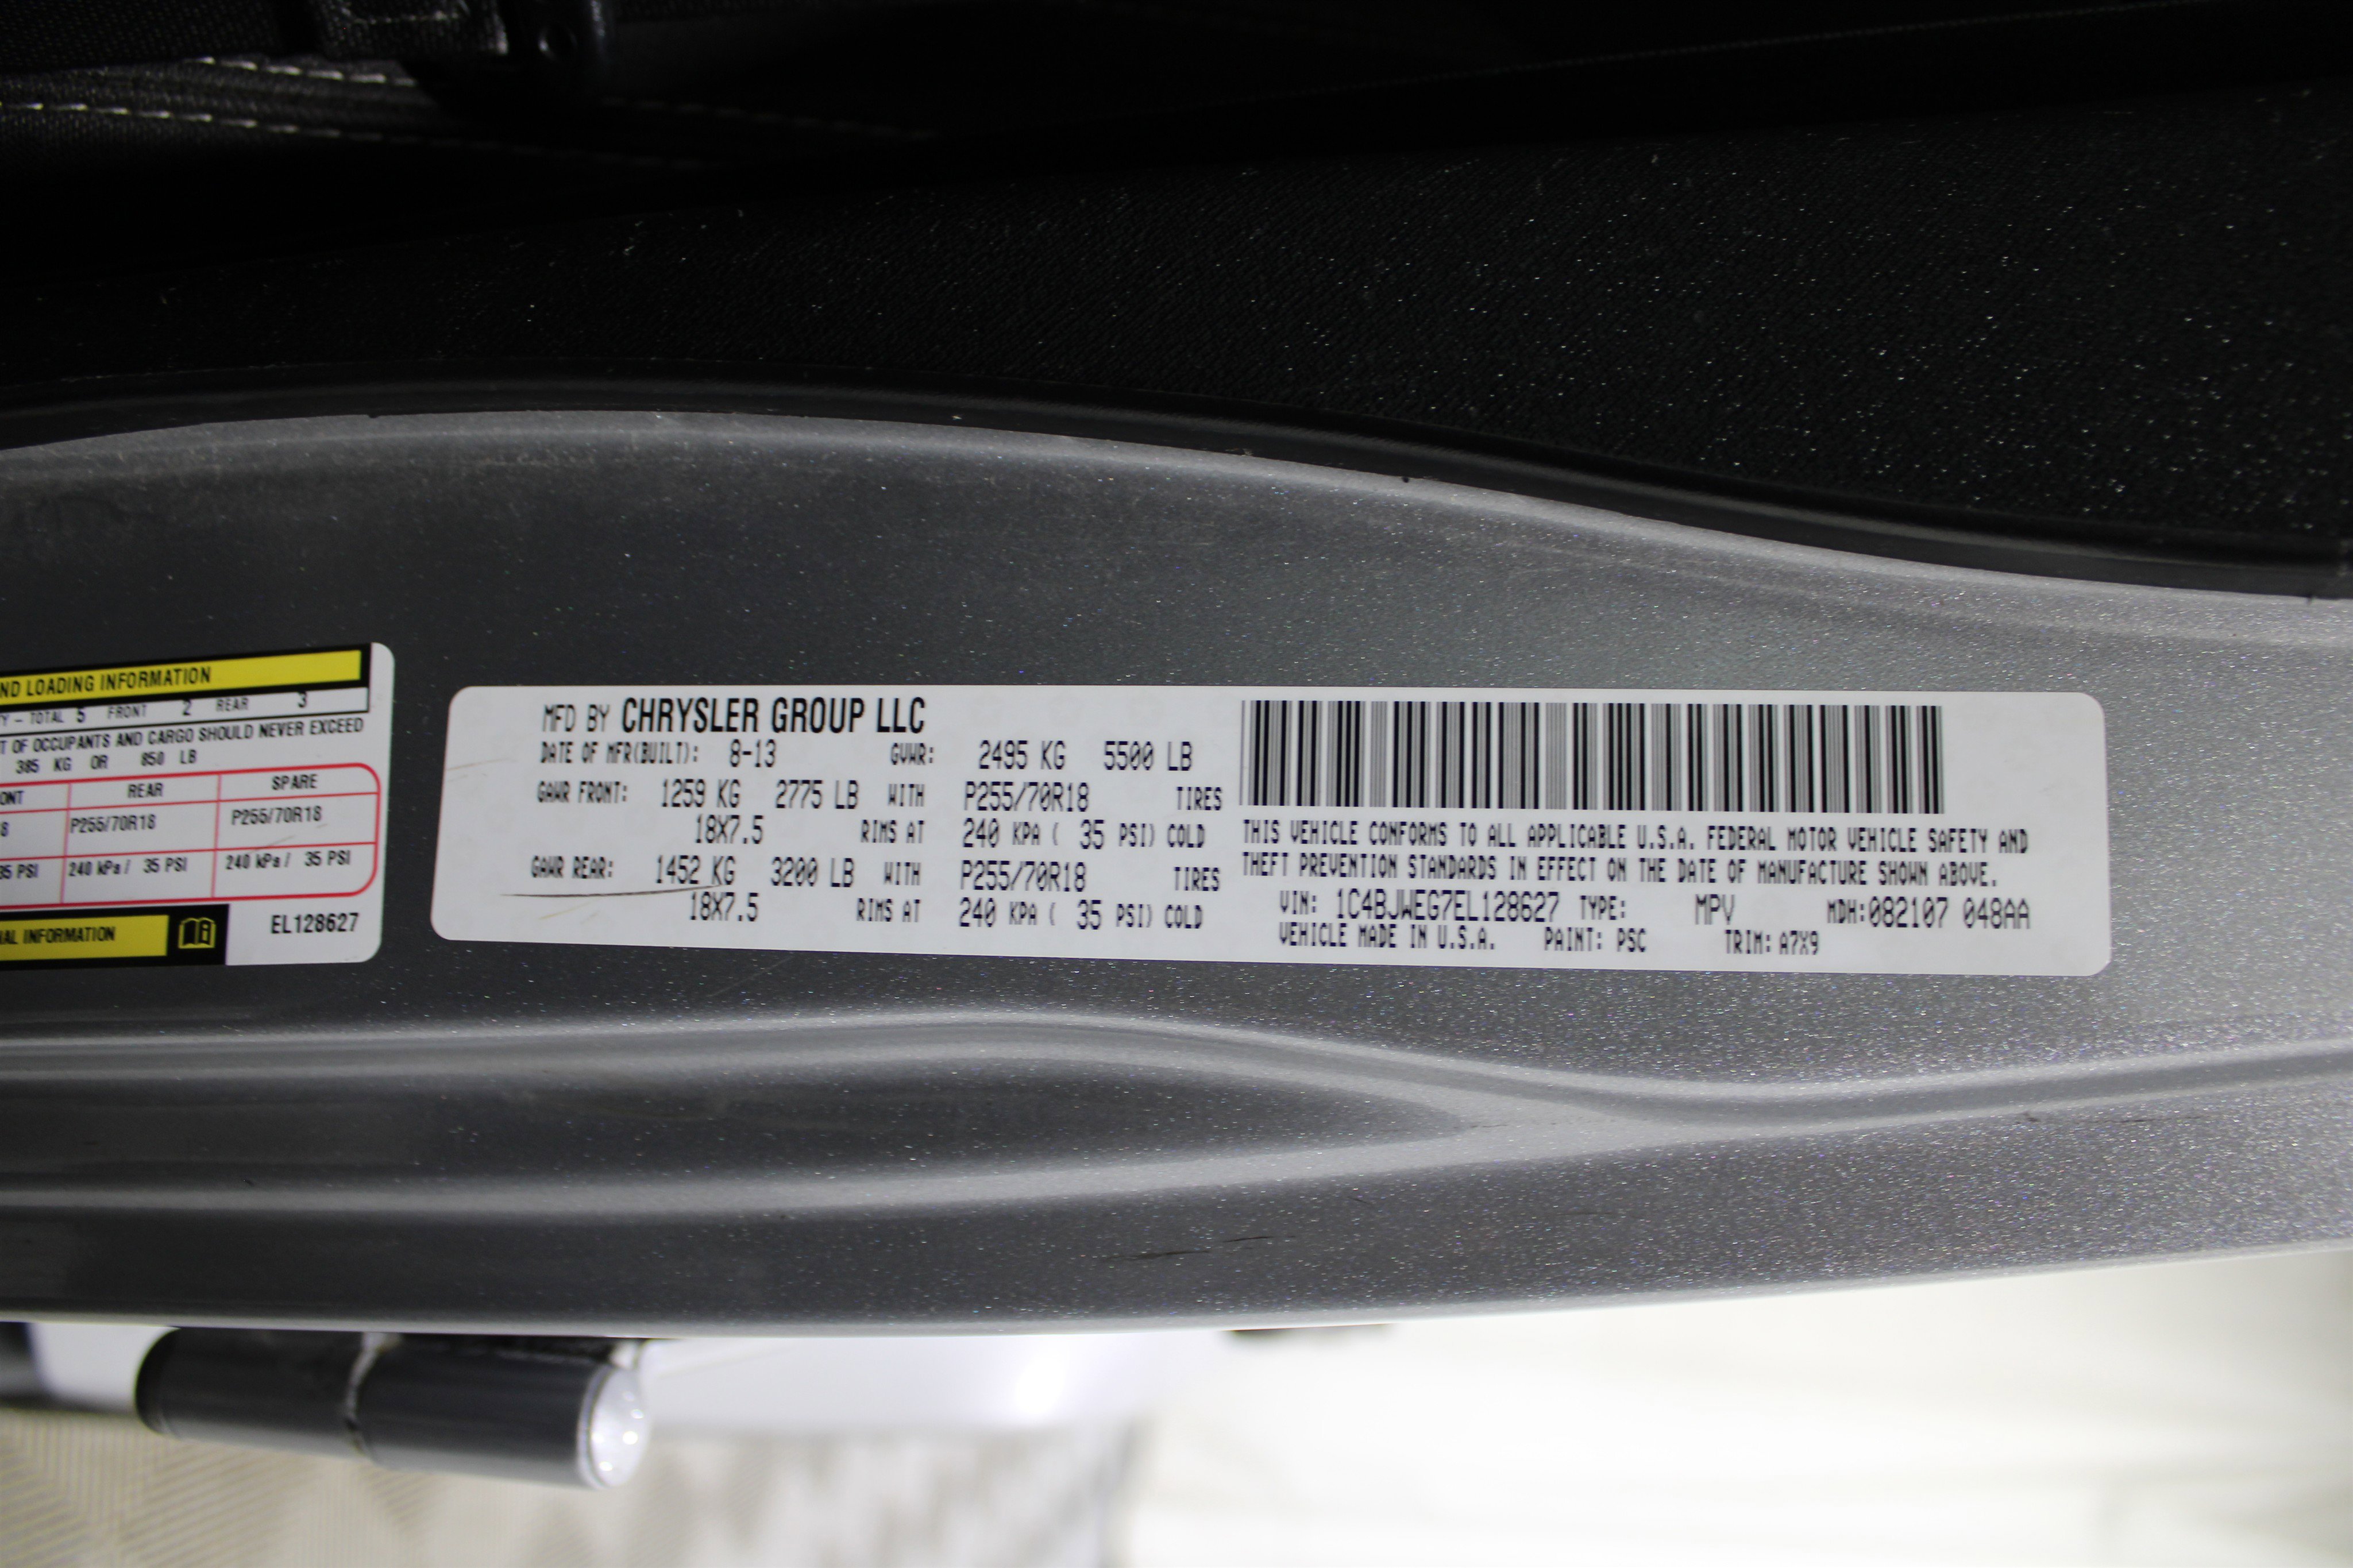 ND LOADING INFORMATION
Y - TOTAL 5 FRONT 2 REAR 3
T OF OCCUPANTS AND CARGO SHOULD NEVER EXCEED
385 KG OR 850 LB
ONT REAR SPARE
8 P255/70R18 P255/70R18
35 PSI 240 kPa / 35 PSI 240 kPa / 35 PSI
IAL INFORMATION EL128627
MFD BY CHRYSLER GROUP LLC
DATE OF MFR(BUILT): 8-13 GVWR: 2495 KG 5500 LB
GAWR FRONT: 1259 KG 2775 LB WITH P255/70R18 TIRES
18X7.5 RIMS AT 240 KPA ( 35 PSI) COLD
GAWR REAR: 1452 KG 3200 LB WITH P255/70R18 TIRES
18X7.5 RIMS AT 240 KPA ( 35 PSI) COLD
THIS VEHICLE CONFORMS TO ALL APPLICABLE U.S.A. FEDERAL MOTOR VEHICLE SAFETY AND
THEFT PREVENTION STANDARDS IN EFFECT ON THE DATE OF MANUFACTURE SHOWN ABOVE.
VIN: 1C4BJWEG7EL128627 TYPE: MPV MDH:082107 048AA
VEHICLE MADE IN U.S.A. PAINT: PSC TRIM: A7X9